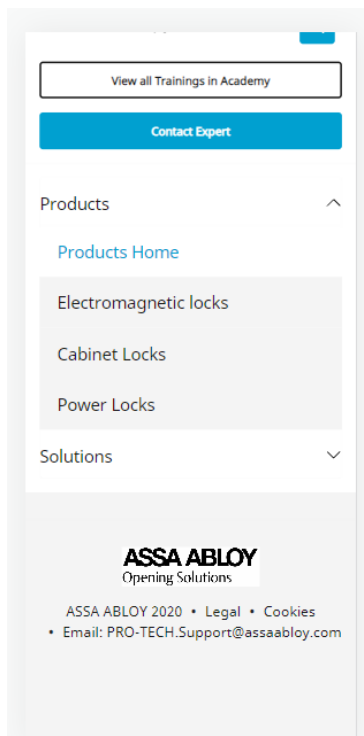 View all Trainings in Academy
Contact Expert
Products
Products Home
Electromagnetic locks
Cabinet Locks
Power Locks
Solutions
ASSA ABLOY
Opening Solutions
ASSA ABLOY 2020 • Legal • Cookies
• Email: PRO-TECH.Support@assaabloy.com